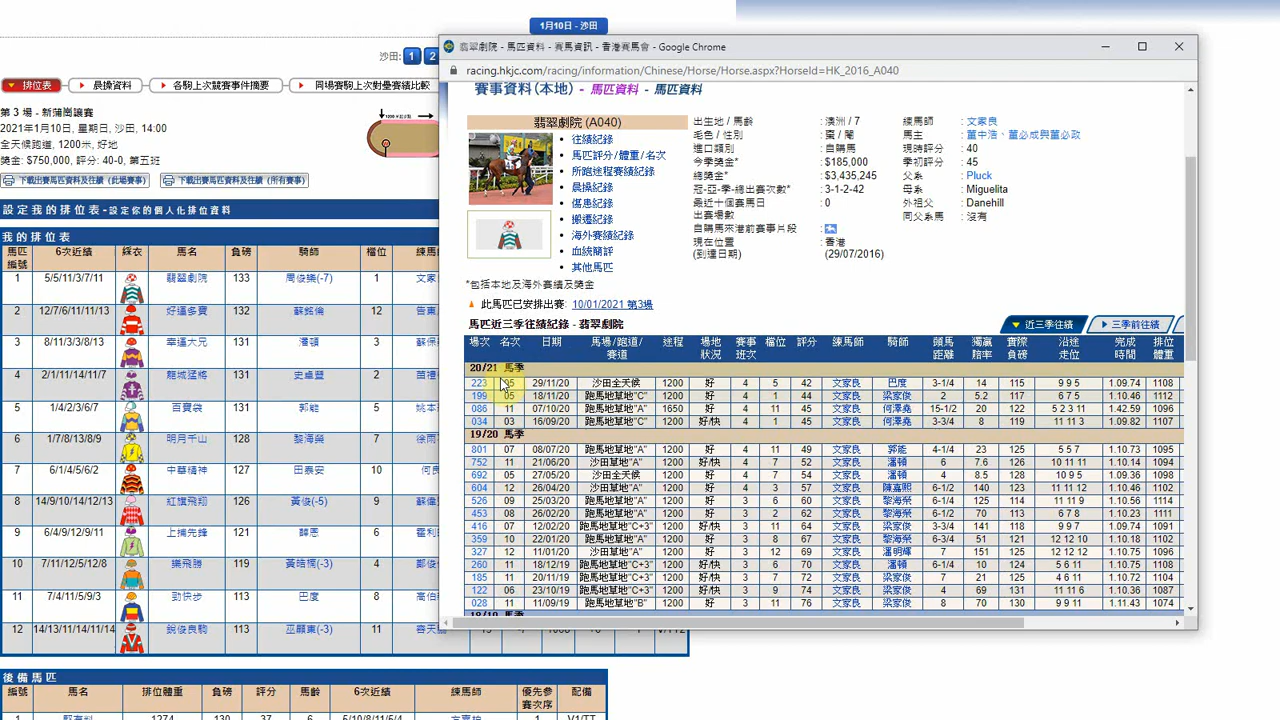 1月10日 - 沙田
沙田: 1 2
排位表 晨操資料 各駒上次競賽事件摘要 同場賽駒上次對疊賽績比較
第 3 場 - 新蒲崗讓賽
2021年1月10日, 星期日, 沙田, 14:00
全天候跑道, 1200米, 好地
獎金: $750,000, 評分: 40-0, 第五班
下載出賽馬匹資料及往績 (此場賽事) 下載出賽馬匹資料及往績 (所有賽事)
設定我的排位表-設定你的個人化排位資料
我的排位表
馬匹編號 6次近績 綵衣 馬名 負磅 騎師 檔位 練馬
1 5/5/11/3/7/11 翡翠劇院 133 周俊樂(-7) 1 文家
2 12/7/6/11/11/13 好運多寶 132 蘇銘倫 12 告東
3 8/11/3/3/8/13 幸運大兄 131 潘頓 3 蘇保
4 2/1/11/14/11/11 龍城猛將 131 史卓豐 2 苗禮
5 1/4/2/3/6/7 百寶袋 131 郭能 5 姚本
6 1/7/8/13/8/9 明月千山 128 黎海榮 7 徐雨
7 6/1/4/5/6/2 中華精神 127 田泰安 10 何良
8 14/9/10/14/12/13 紅旗飛翔 126 黃俊(-5) 9 蘇偉
9 6/4/9/12/9/11 上捕先鋒 121 薛恩 6 霍利
10 7/11/12/5/12/8 樂飛勝 119 黃皓楠(-3) 4 鄭俊
11 7/4/11/5/9/3 勁快步 113 巴度 8 高伯
12 14/13/11/14/11/14 銳俊良駒 113 巫顯東(-3) 11 容天
後備馬匹
編號 馬名 排位體重 負磅 評分 馬齡 6次近績 練馬師 優先參賽次序 配備
翡翠劇院 - 馬匹資料 - 賽馬資訊 - 香港賽馬會 - Google Chrome
racing.hkjc.com/racing/information/Chinese/Horse/Horse.aspx?HorseId=HK_2016_A040
賽事資料(本地) - 馬匹資料 - 馬匹資料
翡翠劇院 (A040)
往績紀錄
馬匹評分/體重/名次
所跑途程賽績紀錄
晨操紀錄
傷患紀錄
搬遷紀錄
海外賽績紀錄
血統簡評
其他馬匹
出生地 / 馬齡 : 澳洲 / 7
毛色 / 性別 : 棗 / 閹
進口類別 : 自購馬
今季獎金* : $185,000
總獎金* : $3,435,245
冠-亞-季-總出賽次數* : 3-1-2-42
最近十個賽馬日出賽場數 : 0
自購馬來港前賽事片段 :
現在位置 (到達日期) : 香港 (29/07/2016)
練馬師 : 文家良
馬主 : 董中浩、董必成與董必政
現時評分 : 40
季初評分 : 45
父系 : Pluck
母系 : Miguelita
外祖父 : Danehill
同父系馬 : 沒有
*包括本地及海外賽績及獎金
此馬匹已安排出賽: 10/01/2021 第3場
馬匹近三季往績紀錄 - 翡翠劇院 近三季往績 三季前往績
場次 名次 日期 馬場/跑道/賽道 途程 場地狀況 賽事班次 檔位 評分 練馬師 騎師 頭馬距離 獨贏賠率 實際負磅 沿途走位 完成時間 排位體重
20/21 馬季
223 05 29/11/20 沙田全天候 1200 好 4 5 42 文家良 巴度 3-1/4 14 115 9 9 5 1.09.74 1108
199 05 18/11/20 跑馬地草地"C" 1200 好 4 1 44 文家良 梁家俊 2 5.2 117 6 7 5 1.10.46 1112
086 11 07/10/20 跑馬地草地"A" 1650 好 4 1 45 文家良 何澤堯 15-1/2 20 122 5 2 3 11 1.42.59 1096
034 03 16/09/20 跑馬地草地"C" 1200 好/快 4 1 45 文家良 何澤堯 3-3/4 8 119 11 11 3 1.09.82 1107
19/20 馬季
801 07 08/07/20 跑馬地草地"A" 1200 好 4 11 49 文家良 郭能 4-1/4 23 125 5 5 7 1.10.73 1095
752 11 21/06/20 沙田草地"A" 1200 好/快 4 7 52 文家良 潘頓 6 7.6 126 10 11 11 1.10.14 1094
692 05 27/05/20 沙田全天候 1200 好 4 7 54 文家良 潘頓 4 8.5 128 10 9 5 1.09.36 1101
604 12 26/04/20 沙田草地"A" 1200 好 4 3 57 文家良 陳嘉熙 6-1/2 140 123 11 11 12 1.10.46 1102
526 09 25/03/20 跑馬地草地"A" 1200 好 3 6 60 文家良 黎海榮 6-1/4 125 114 11 11 9 1.10.56 1114
453 08 26/02/20 跑馬地草地"A" 1200 好 3 2 62 文家良 黎海榮 5 70 113 6 7 8 1.10.23 1111
416 07 12/02/20 跑馬地草地"C+3" 1200 好/快 3 7 64 文家良 黎海榮 3-3/4 141 118 9 9 7 1.09.42 1091
359 10 22/01/20 跑馬地草地"A" 1200 好 3 8 67 文家良 黎海榮 6-3/4 51 121 12 12 10 1.10.18 1102
327 12 11/01/20 沙田草地"A" 1200 好 3 11 70 文家良 潘明輝 7 151 125 12 12 12 1.10.75 1096
260 11 18/12/19 跑馬地草地"C+3" 1200 好 3 6 70 文家良 潘頓 5 14 124 5 6 11 1.10.75 1089
185 11 20/11/19 跑馬地草地"C+3" 1200 好/快 3 7 72 文家良 梁家俊 7 21 125 4 6 11 1.10.72 1104
122 06 23/10/19 跑馬地草地"C+3" 1200 好 3 9 74 文家良 梁家俊 4 69 131 11 11 6 1.10.36 1087
028 11 11/09/19 跑馬地草地"B" 1200 好 3 11 76 文家良 梁家俊 8 70 130 9 9 11 1.11.43 1074